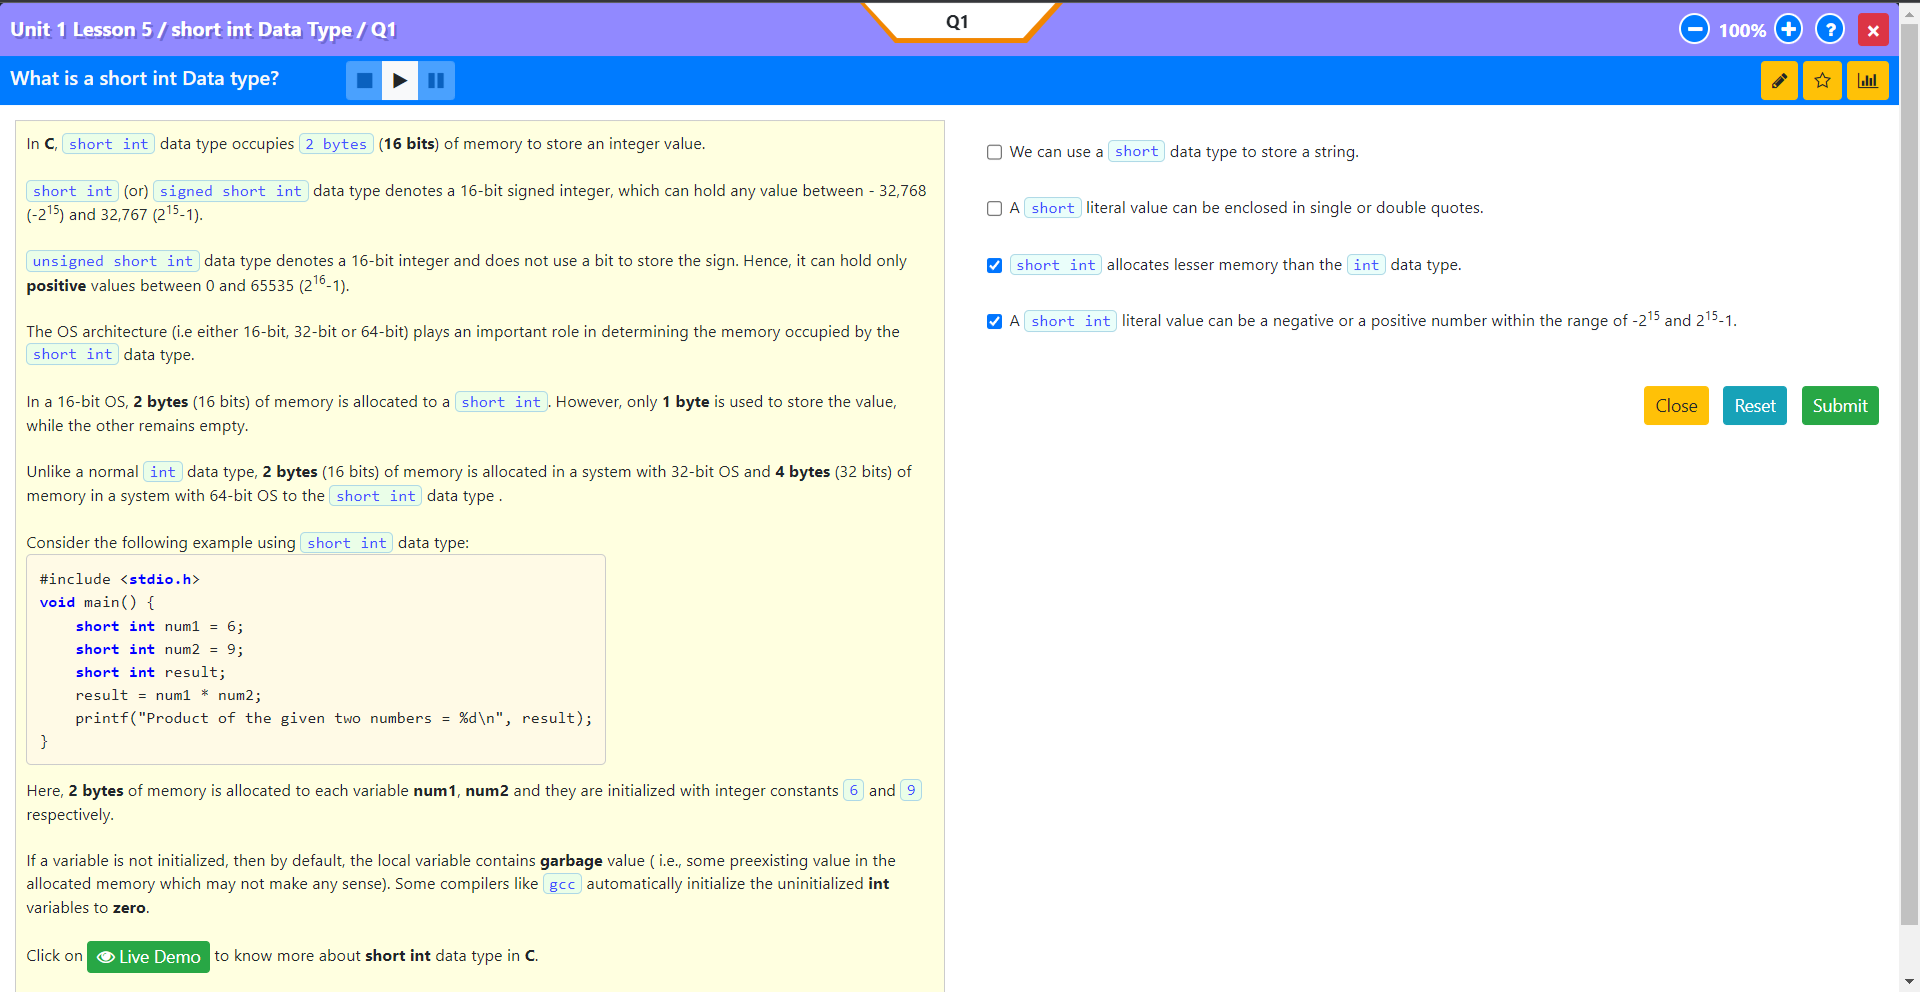 Unit 1 Lesson 5 / short int Data Type / Q1
Q1
100%
What is a short int Data type?
In C, short int data type occupies 2 bytes (16 bits) of memory to store an integer value.
short int (or) signed short int data type denotes a 16-bit signed integer, which can hold any value between - 32,768
(-2^15) and 32,767 (2^15-1).
unsigned short int data type denotes a 16-bit integer and does not use a bit to store the sign. Hence, it can hold only
positive values between 0 and 65535 (2^16-1).
The OS architecture (i.e either 16-bit, 32-bit or 64-bit) plays an important role in determining the memory occupied by the
short int data type.
In a 16-bit OS, 2 bytes (16 bits) of memory is allocated to a short int. However, only 1 byte is used to store the value,
while the other remains empty.
Unlike a normal int data type, 2 bytes (16 bits) of memory is allocated in a system with 32-bit OS and 4 bytes (32 bits) of
memory in a system with 64-bit OS to the short int data type .
Consider the following example using short int data type:
#include <stdio.h>
void main() {
    short int num1 = 6;
    short int num2 = 9;
    short int result;
    result = num1 * num2;
    printf("Product of the given two numbers = %d\n", result);
}
Here, 2 bytes of memory is allocated to each variable num1, num2 and they are initialized with integer constants 6 and 9
respectively.
If a variable is not initialized, then by default, the local variable contains garbage value ( i.e., some preexisting value in the
allocated memory which may not make any sense). Some compilers like gcc automatically initialize the uninitialized int
variables to zero.
Click on Live Demo to know more about short int data type in C.
We can use a short data type to store a string.
A short literal value can be enclosed in single or double quotes.
short int allocates lesser memory than the int data type.
A short int literal value can be a negative or a positive number within the range of -2^15 and 2^15-1.
Close Reset Submit